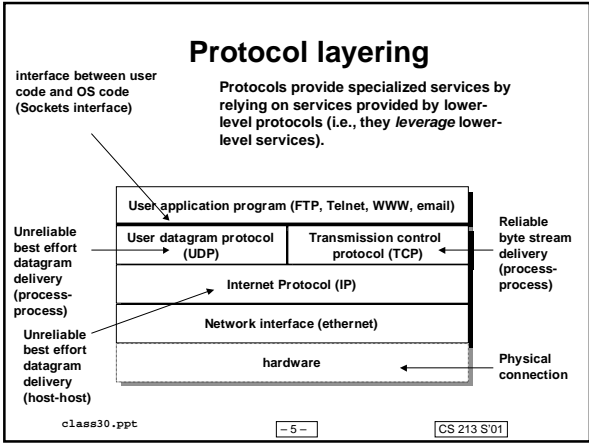 Protocol layering
interface between user
code and OS code
(Sockets interface)
Protocols provide specialized services by
relying on services provided by lower-
level protocols (i.e., they leverage lower-
level services).
User application program (FTP, Telnet, WWW, email)
Unreliable
best effort
datagram
delivery
(process-
process)
User datagram protocol
(UDP)
Transmission control
protocol (TCP)
Reliable
byte stream
delivery
(process-
process)
Internet Protocol (IP)
Unreliable
best effort
datagram
delivery
(host-host)
Network interface (ethernet)
hardware
Physical
connection
class30.ppt
– 5 –
CS 213 S'01